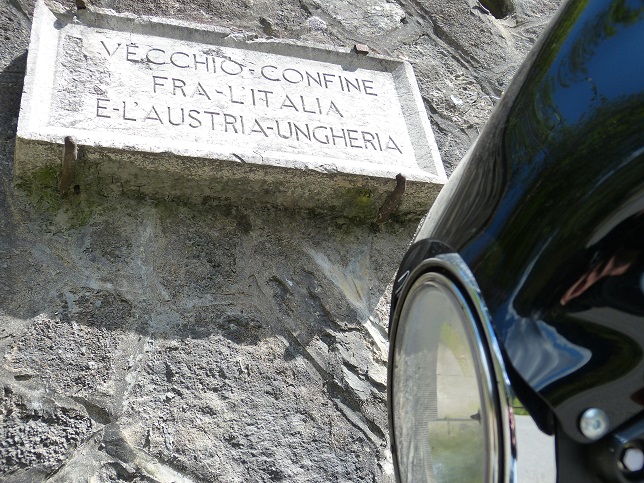 VECCHIO-CONFINE
FRA-L'ITALIA
E-L'AUSTRIA-UNGHERIA